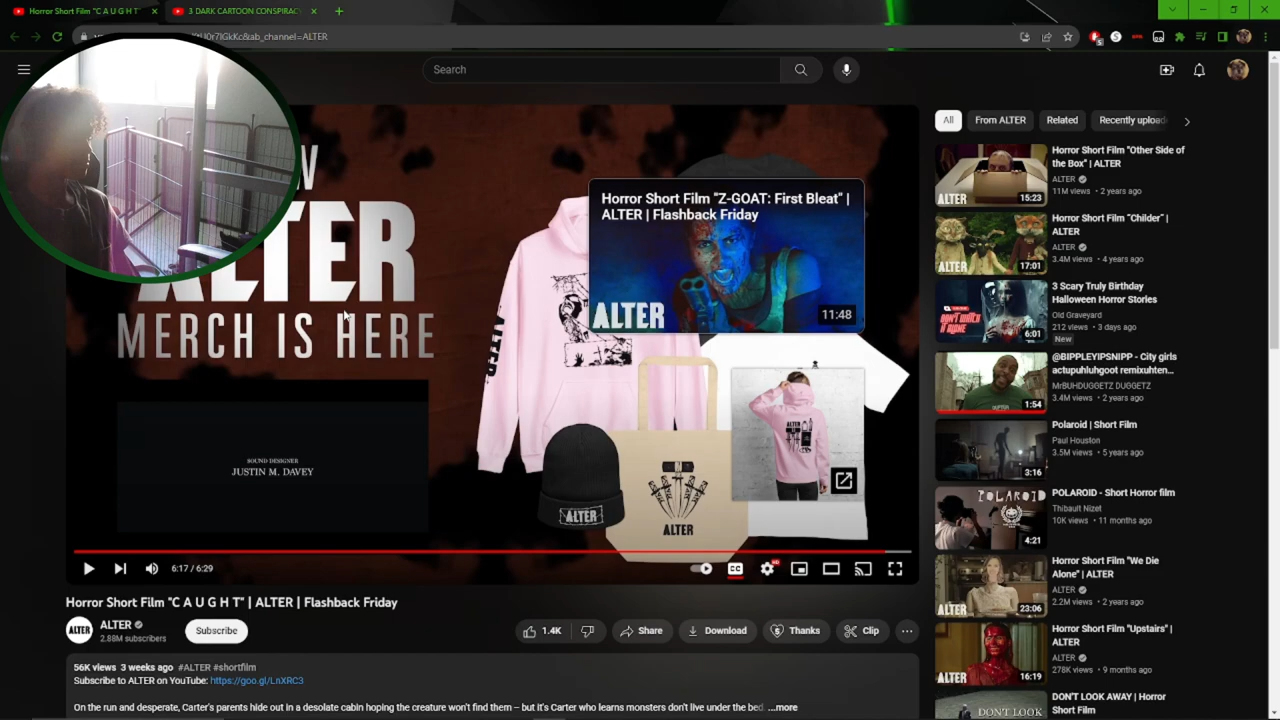 Horror Short Film "C A U G H T"
3 DARK CARTOON CONSPIRAC
0r7IGkKc&ab_channel=ALTER
Search
ALTER
MERCH IS HERE
SOUND DESIGNER
JUSTIN M. DAVEY
Horror Short Film "Z-GOAT: First Bleat" |
ALTER | Flashback Friday
ALTER
11:48
ALTER
ALTER
6:17 / 6:29
CC
HD
Horror Short Film "C A U G H T" | ALTER | Flashback Friday
ALTER
ALTER
2.88M subscribers
Subscribe
1.4K
Share
Download
Thanks
Clip
56K views 3 weeks ago #ALTER #shortfilm
Subscribe to ALTER on YouTube: https://goo.gl/LnXRC3
On the run and desperate, Carter's parents hide out in a desolate cabin hoping the creature won't find them – but it's Carter who learns monsters don't live under the bed ...more
All
From ALTER
Related
Recently upload
ALTER
15:23
Horror Short Film "Other Side of
the Box" | ALTER
ALTER
11M views • 2 years ago
ALTER
17:01
Horror Short Film "Childer" |
ALTER
ALTER
3.4M views • 4 years ago
6:01
3 Scary Truly Birthday
Halloween Horror Stories
Old Graveyard
212 views • 3 days ago
New
1:54
@BIPPLEYIPSNIPP - City girls
actupuhluhgoot remixuhten...
MrBUHDUGGETZ DUGGETZ
3.4M views • 2 years ago
3:16
Polaroid | Short Film
Paul Houston
3.5M views • 5 years ago
POLAROID
4:21
POLAROID - Short Horror film
Thibault Nizet
10K views • 11 months ago
ALTER
23:06
Horror Short Film "We Die
Alone" | ALTER
ALTER
2.2M views • 2 years ago
ALTER
16:19
Horror Short Film "Upstairs" |
ALTER
ALTER
278K views • 9 months ago
DON'T LOOK
DON'T LOOK AWAY | Horror
Short Film